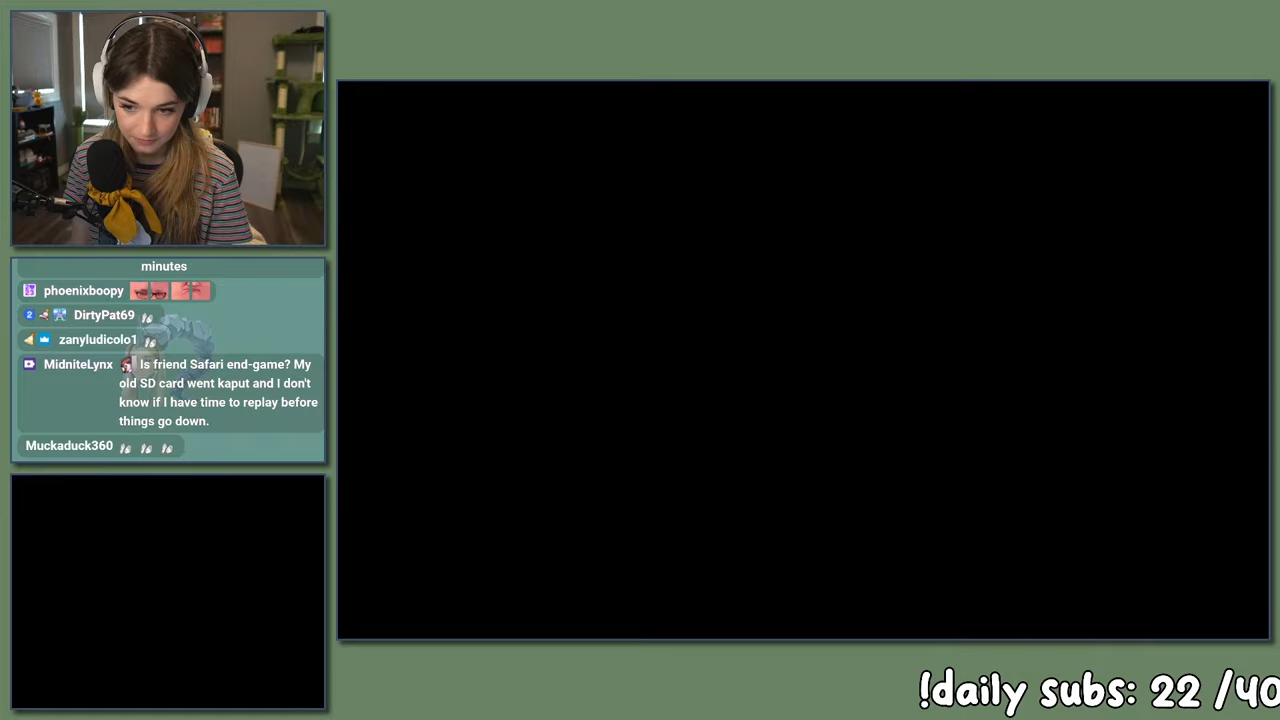 minutes
phoenixboopy
2 DirtyPat69
zanyludicolo1
MidniteLynx Is friend Safari end-game? My
old SD card went kaput and I don't
know if I have time to replay before
things go down.
Muckaduck360
!daily subs: 22 /40